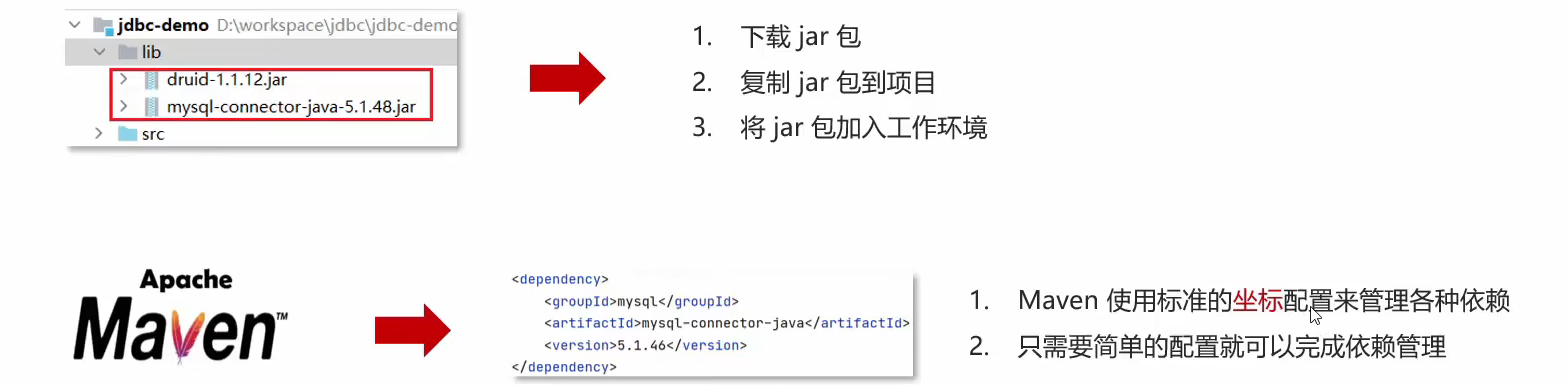 jdbc-demo D:\workspace\jdbc\jdbc-demo
lib
druid-1.1.12.jar
mysql-connector-java-5.1.48.jar
src
1. 下载 jar 包
2. 复制 jar 包到项目
3. 将 jar 包加入工作环境
Apache
Maven™
<dependency>
<groupId>mysql</groupId>
<artifactId>mysql-connector-java</artifactId>
<version>5.1.46</version>
</dependency>
1. Maven 使用标准的坐标配置来管理各种依赖
2. 只需要简单的配置就可以完成依赖管理